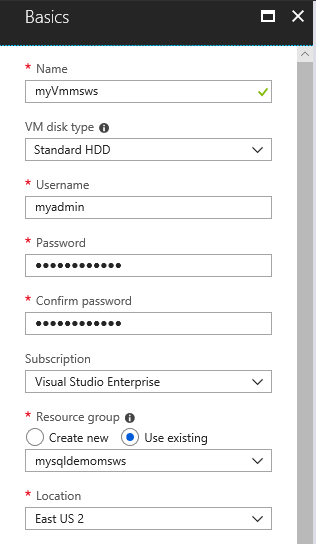 Basics
* Name
myVmmsws
VM disk type
Standard HDD
* Username
myadmin
* Password
••••••••••••
* Confirm password
••••••••••••
Subscription
Visual Studio Enterprise
* Resource group
Create new Use existing
mysqldemomsws
* Location
East US 2